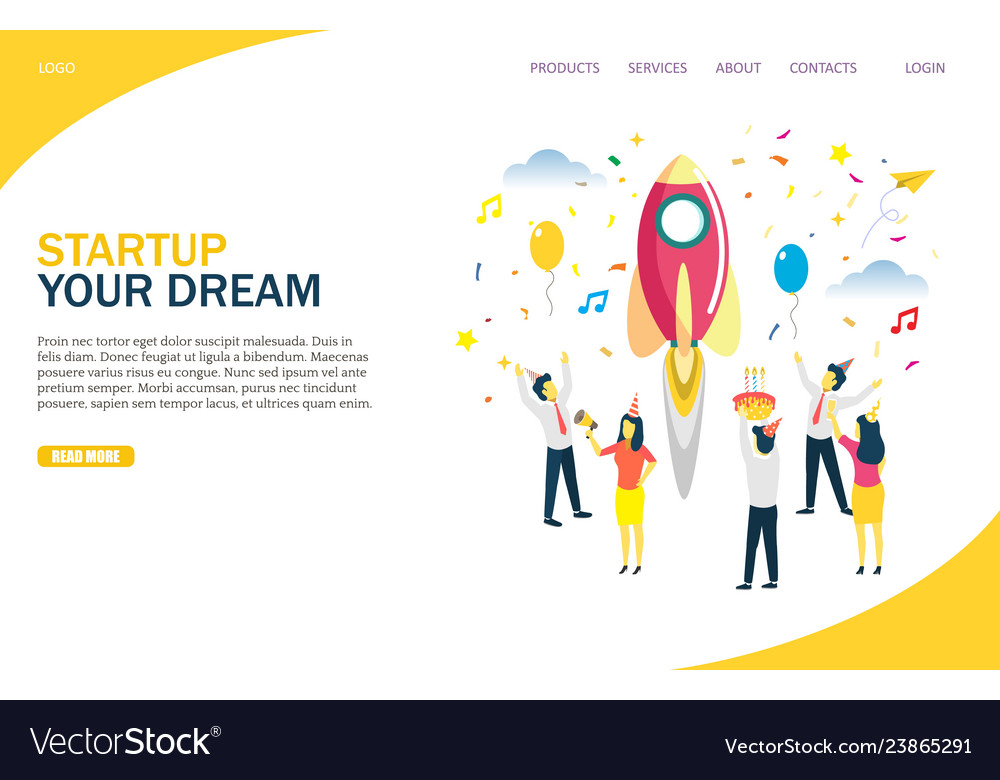 LOGO
PRODUCTS SERVICES ABOUT CONTACTS LOGIN
STARTUP
YOUR DREAM
Proin nec tortor eget dolor suscipit malesuada. Duis in
felis diam. Donec feugiat ut ligula a bibendum. Maecenas
posuere varius risus eu congue. Nunc sed ipsum vel ante
pretium semper. Morbi accumsan, purus nec tincidunt
posuere, sapien sem tempor lacus, et ultrices quam enim.
READ MORE
VectorStock®
VectorStock.com/23865291